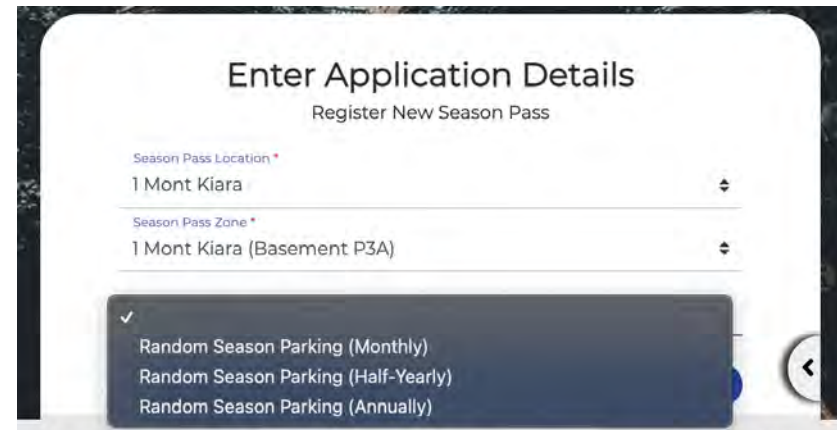 Enter Application Details
Register New Season Pass
Season Pass Location *
1 Mont Kiara
Season Pass Zone *
1 Mont Kiara (Basement P3A)
Random Season Parking (Monthly)
Random Season Parking (Half-Yearly)
Random Season Parking (Annually)